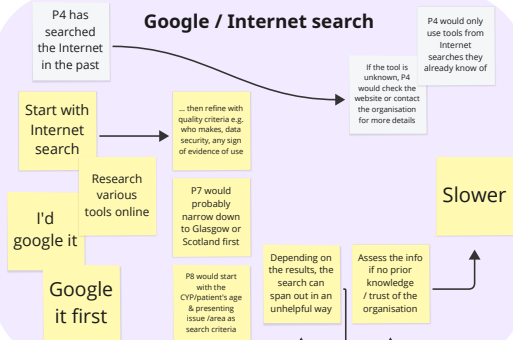 Google / Internet search
P4 has
searched
the Internet
in the past
P4 would only
use tools from
Internet
searches they
already know of
If the tool is
unknown, P4
would check the
website or contact
the organisation
for more details
Start with
Internet
search
... then refine with
quality criteria e.g.
who makes, data
security, any sign
of evidence of use
Research
various
tools online
P7 would
probably
narrow down
to Glasgow or
Scotland first
Slower
I'd
google it
Google
it first
P8 would start
with the
CYP/patient's age
& presenting
issue /area as
search criteria
Depending on
the results, the
search can
span out in an
unhelpful way
Assess the info
if no prior
knowledge
/ trust of the
organisation